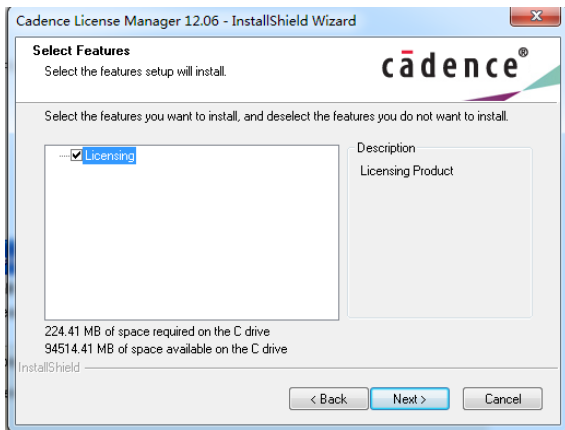 Cadence License Manager 12.06 - InstallShield Wizard
Select Features
Select the features setup will install.
cādence®
Select the features you want to install, and deselect the features you do not want to install.
Licensing
Description
Licensing Product
224.41 MB of space required on the C drive
94514.41 MB of space available on the C drive
InstallShield
< Back
Next >
Cancel